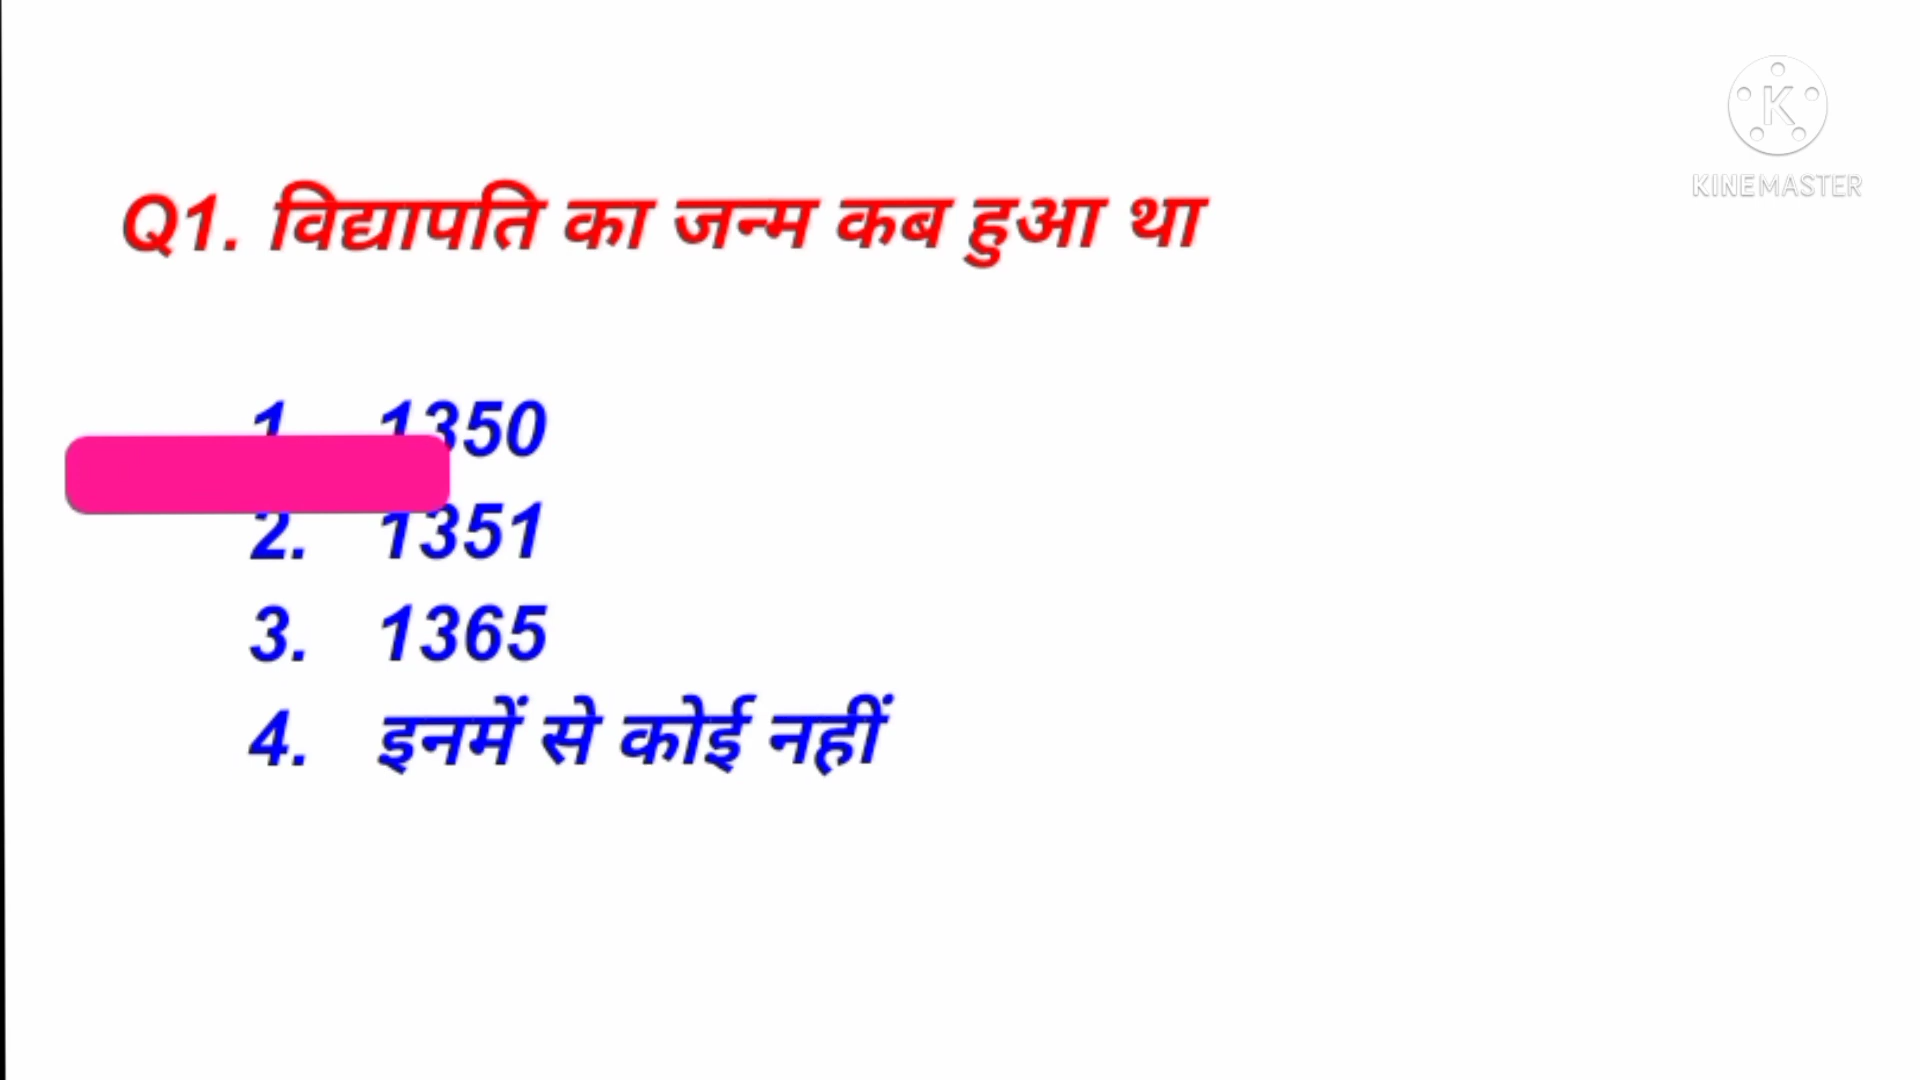 KINEMASTER
Q1. विद्यापति का जन्म कब हुआ था
1. 1350
2. 1351
3. 1365
4. इनमें से कोई नहीं